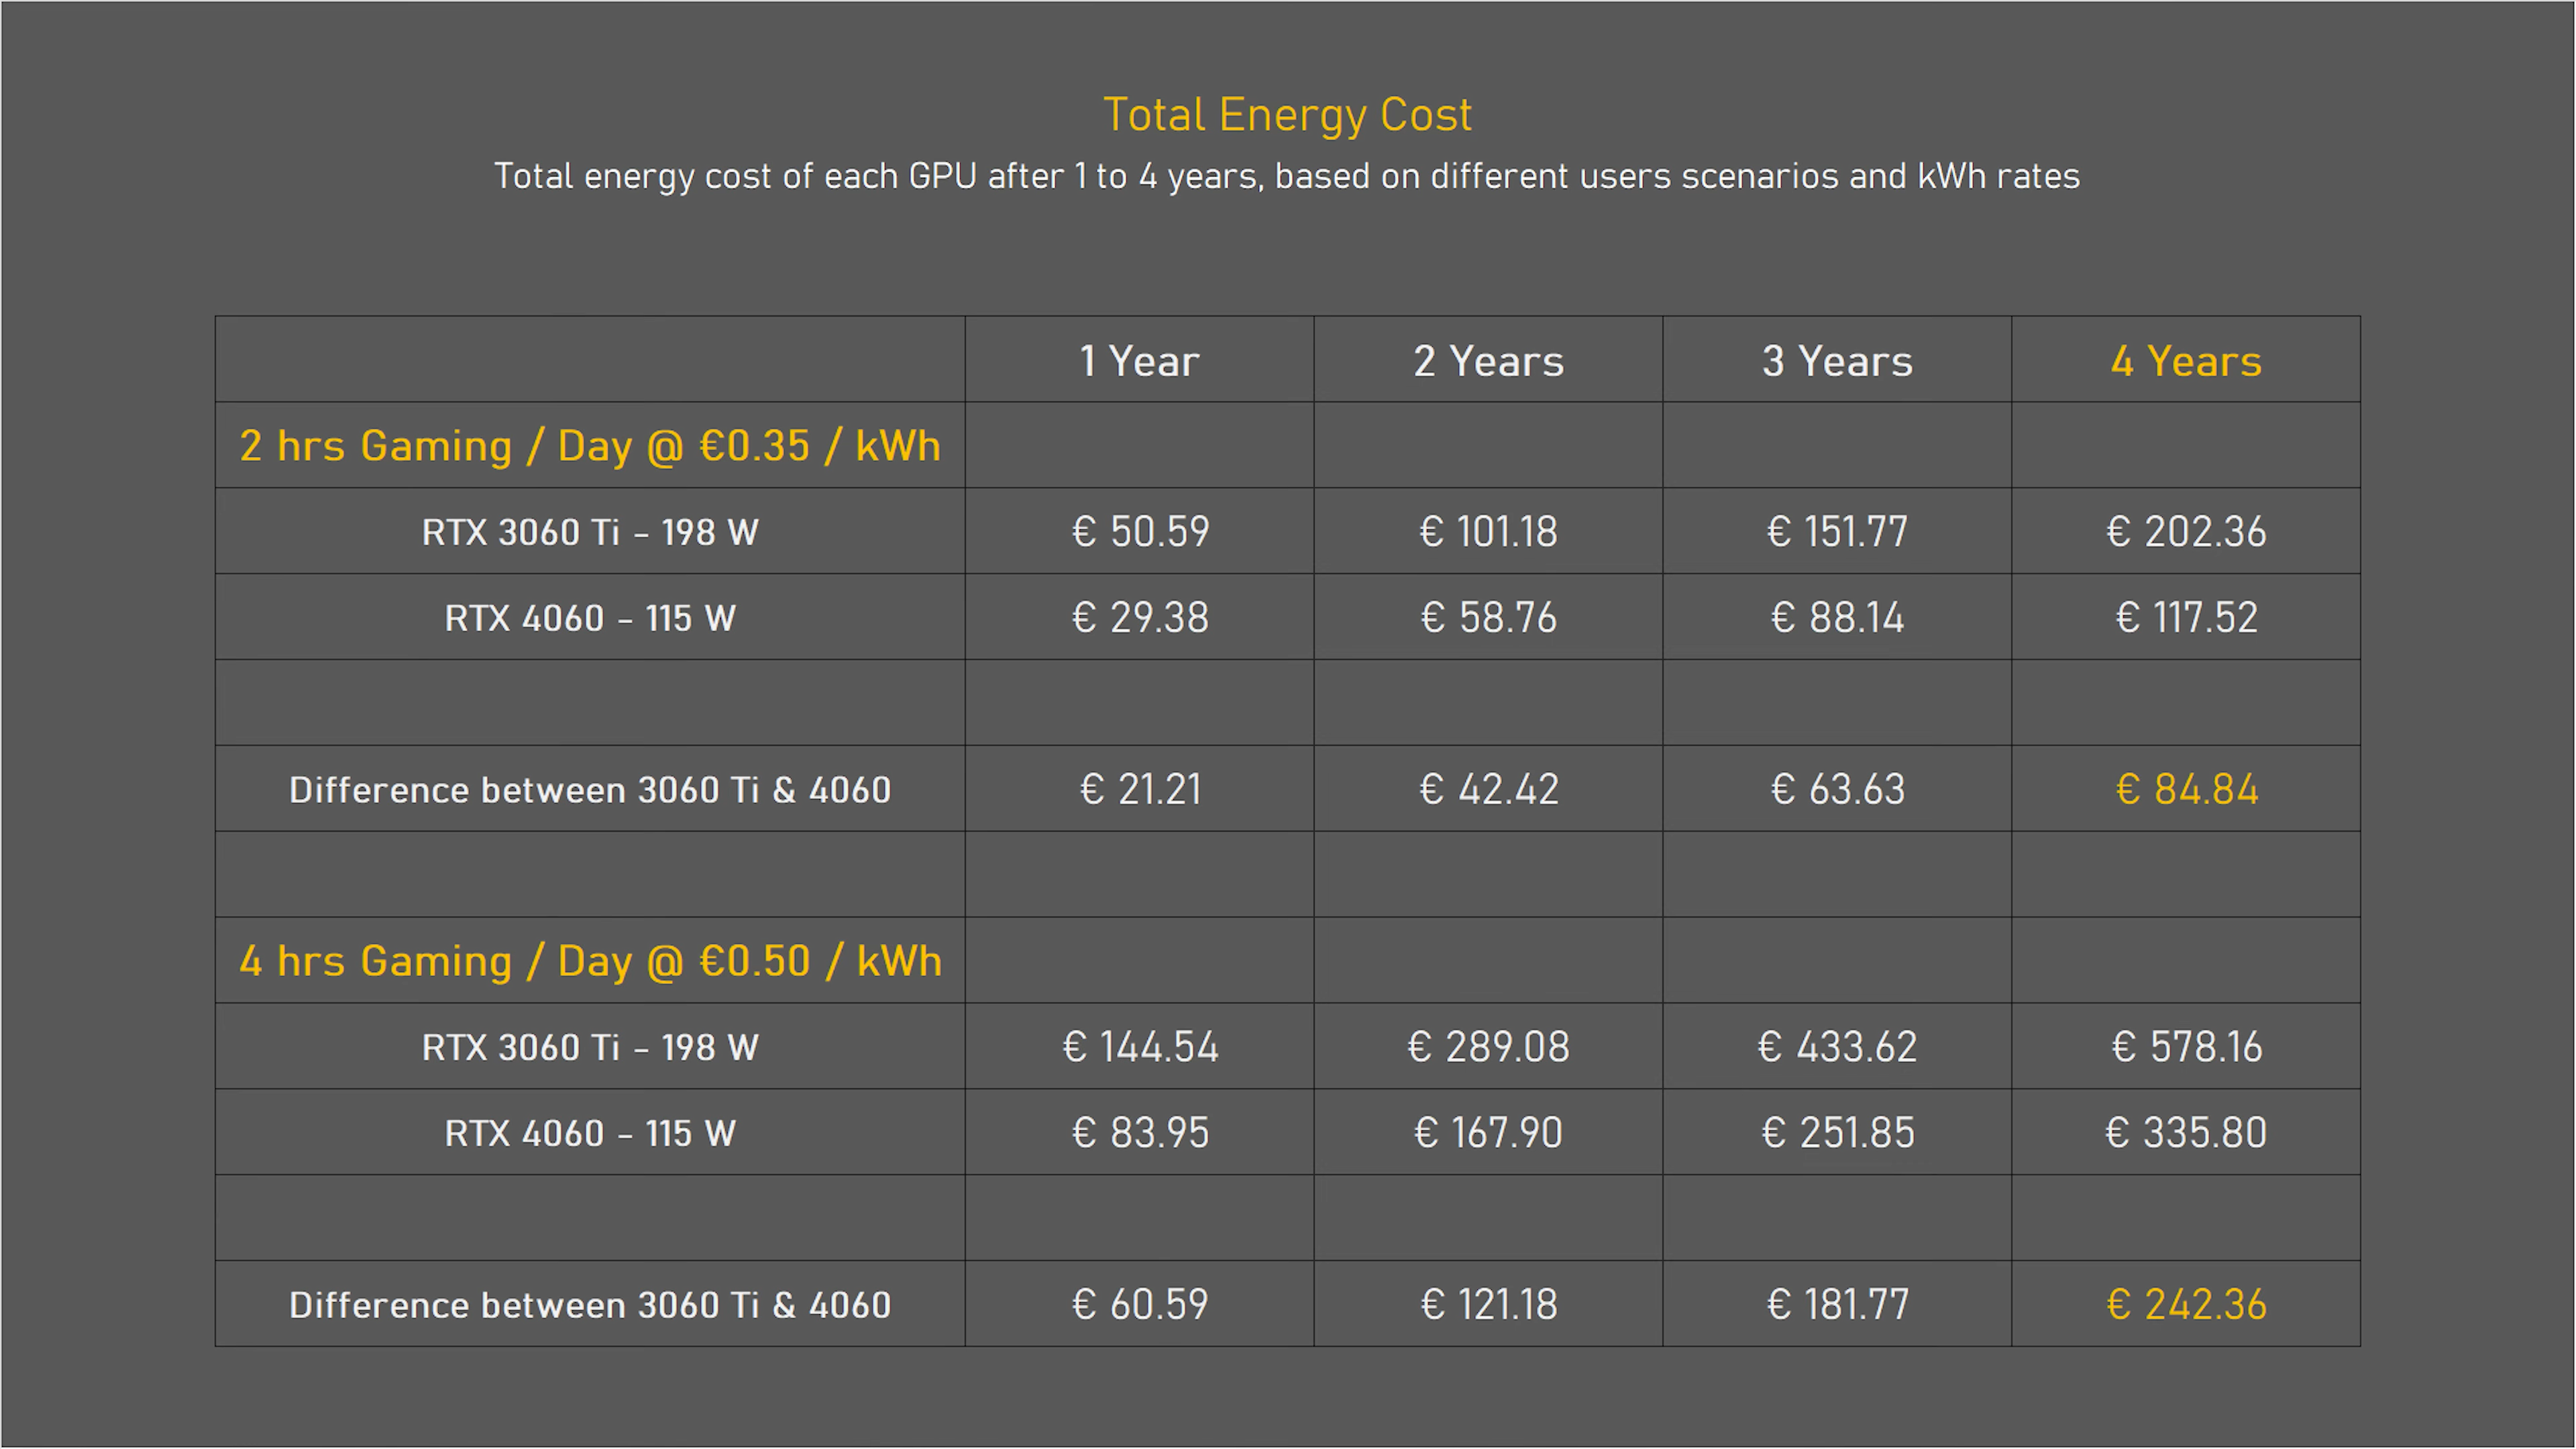 Total Energy Cost
Total energy cost of each GPU after 1 to 4 years, based on different users scenarios and kWh rates
1 Year 2 Years 3 Years 4 Years
2 hrs Gaming / Day @ €0.35 / kWh
RTX 3060 Ti - 198 W € 50.59 € 101.18 € 151.77 € 202.36
RTX 4060 - 115 W € 29.38 € 58.76 € 88.14 € 117.52
Difference between 3060 Ti & 4060 € 21.21 € 42.42 € 63.63 € 84.84
4 hrs Gaming / Day @ €0.50 / kWh
RTX 3060 Ti - 198 W € 144.54 € 289.08 € 433.62 € 578.16
RTX 4060 - 115 W € 83.95 € 167.90 € 251.85 € 335.80
Difference between 3060 Ti & 4060 € 60.59 € 121.18 € 181.77 € 242.36